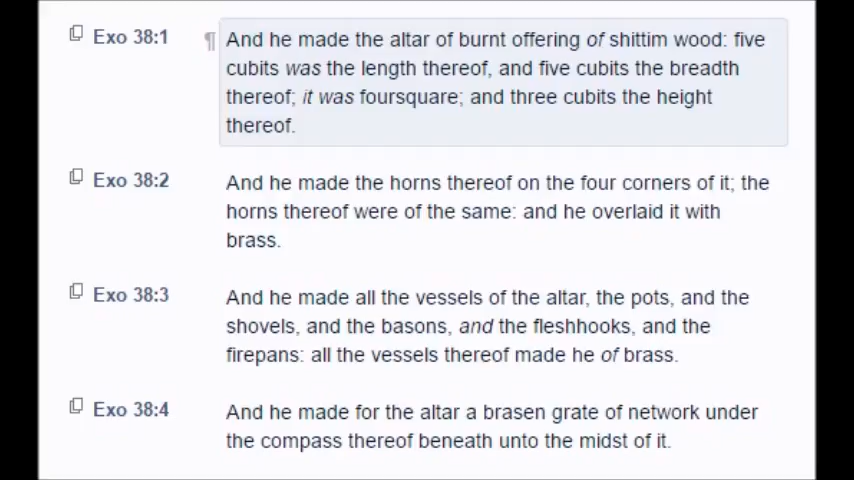 Exo 38:1 ¶ And he made the altar of burnt offering of shittim wood: five
cubits was the length thereof, and five cubits the breadth
thereof; it was foursquare; and three cubits the height
thereof.
Exo 38:2 And he made the horns thereof on the four corners of it; the
horns thereof were of the same: and he overlaid it with
brass.
Exo 38:3 And he made all the vessels of the altar, the pots, and the
shovels, and the basons, and the fleshhooks, and the
firepans: all the vessels thereof made he of brass.
Exo 38:4 And he made for the altar a brasen grate of network under
the compass thereof beneath unto the midst of it.